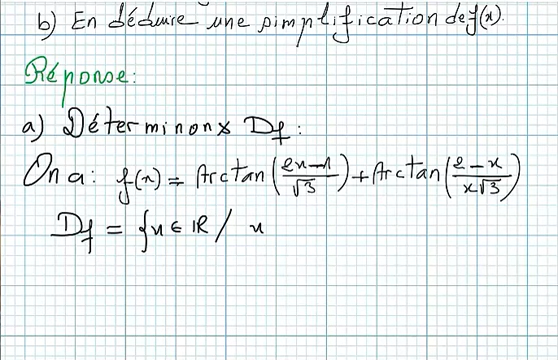 b) En déduire une simplification de f(x).
Réponse:
a) Déterminons Df :
On a: f(x) = Arctan(2x-1/√3) + Arctan(2-x/x√3)
Df = {x ∈ ℝ / x